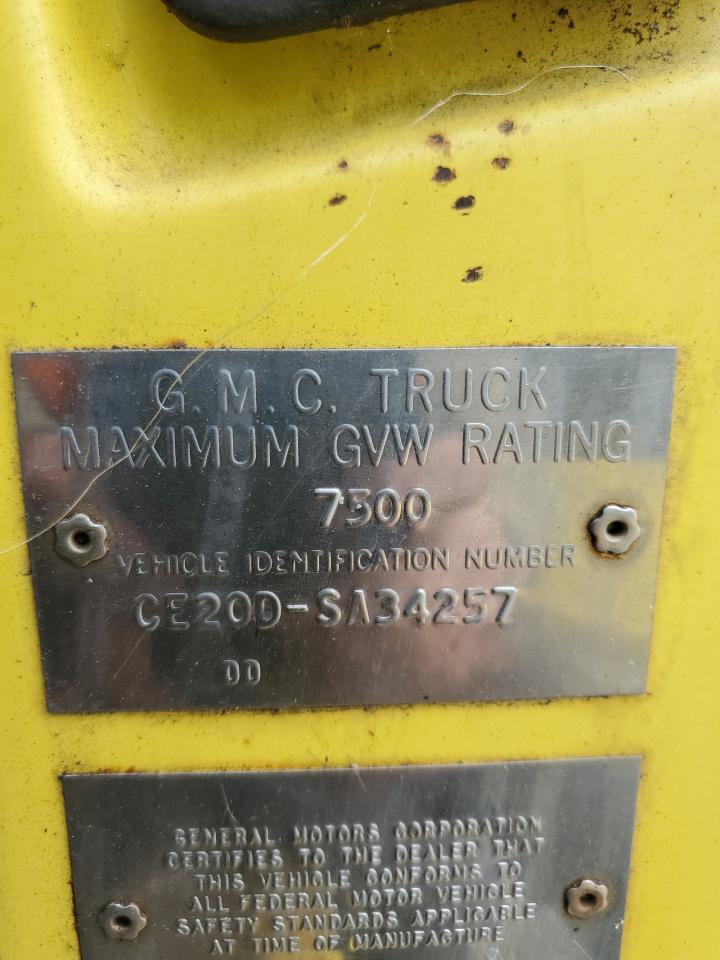 G. M. C. TRUCK
MAXIMUM GVW RATING
7500
VEHICLE IDENTIFICATION NUMBER
CE20D-SA34257
DD
GENERAL MOTORS CORPORATION
CERTIFIES TO THE DEALER THAT
THIS VEHICLE CONFORMS TO
ALL FEDERAL MOTOR VEHICLE
SAFETY STANDARDS APPLICABLE
AT TIME OF MANUFACTURE